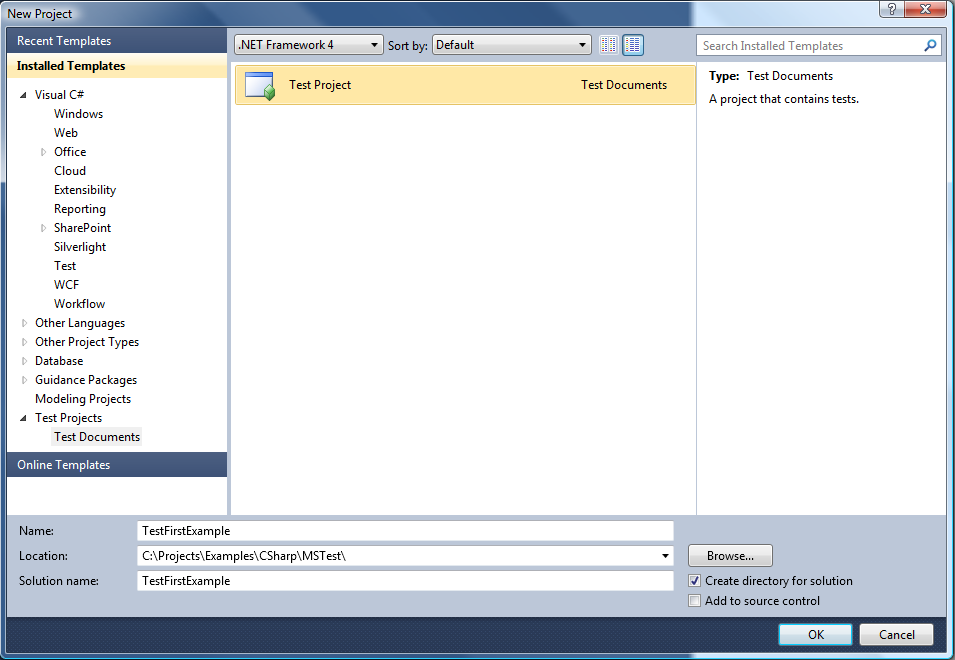 New Project
?
Recent Templates
Installed Templates
Visual C#
Windows
Web
Office
Cloud
Extensibility
Reporting
SharePoint
Silverlight
Test
WCF
Workflow
Other Languages
Other Project Types
Database
Guidance Packages
Modeling Projects
Test Projects
Test Documents
Online Templates
.NET Framework 4 Sort by: Default
Test Project Test Documents
Search Installed Templates
Type: Test Documents
A project that contains tests.
Name: TestFirstExample
Location: C:\Projects\Examples\CSharp\MSTest\ Browse...
Solution name: TestFirstExample Create directory for solution
Add to source control
OK Cancel